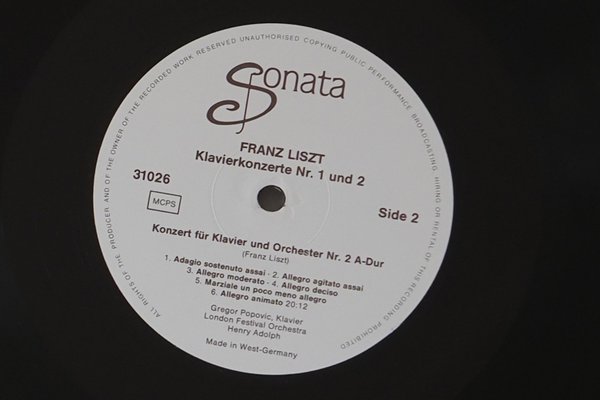 ALL RIGHTS OF THE PRODUCER AND OF THE OWNER OF THE RECORDED WORK RESERVED UNAUTHORISED COPYING PUBLIC PERFORMANCE BROADCASTING HIRING OR RENTAL OF THIS RECORDING PROHIBITED
Sonata
FRANZ LISZT
Klavierkonzerte Nr. 1 und 2
31026
MCPS
Side 2
Konzert für Klavier und Orchester Nr. 2 A-Dur
(Franz Liszt)
1. Adagio sostenuto assai · 2. Allegro agitato assai
3. Allegro moderato · 4. Allegro deciso
5. Marziale un poco meno allegro
6. Allegro animato 20:12
Gregor Popovic, Klavier
London Festival Orchestra
Henry Adolph
Made in West-Germany